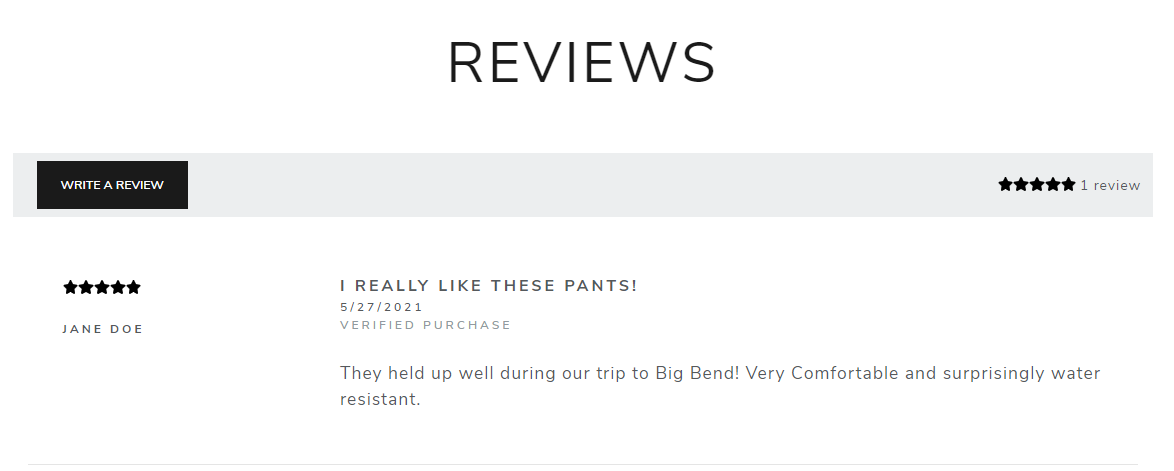 REVIEWS
WRITE A REVIEW
1 review
I REALLY LIKE THESE PANTS!
5/27/2021
JANE DOE
VERIFIED PURCHASE
They held up well during our trip to Big Bend! Very Comfortable and surprisingly water
resistant.